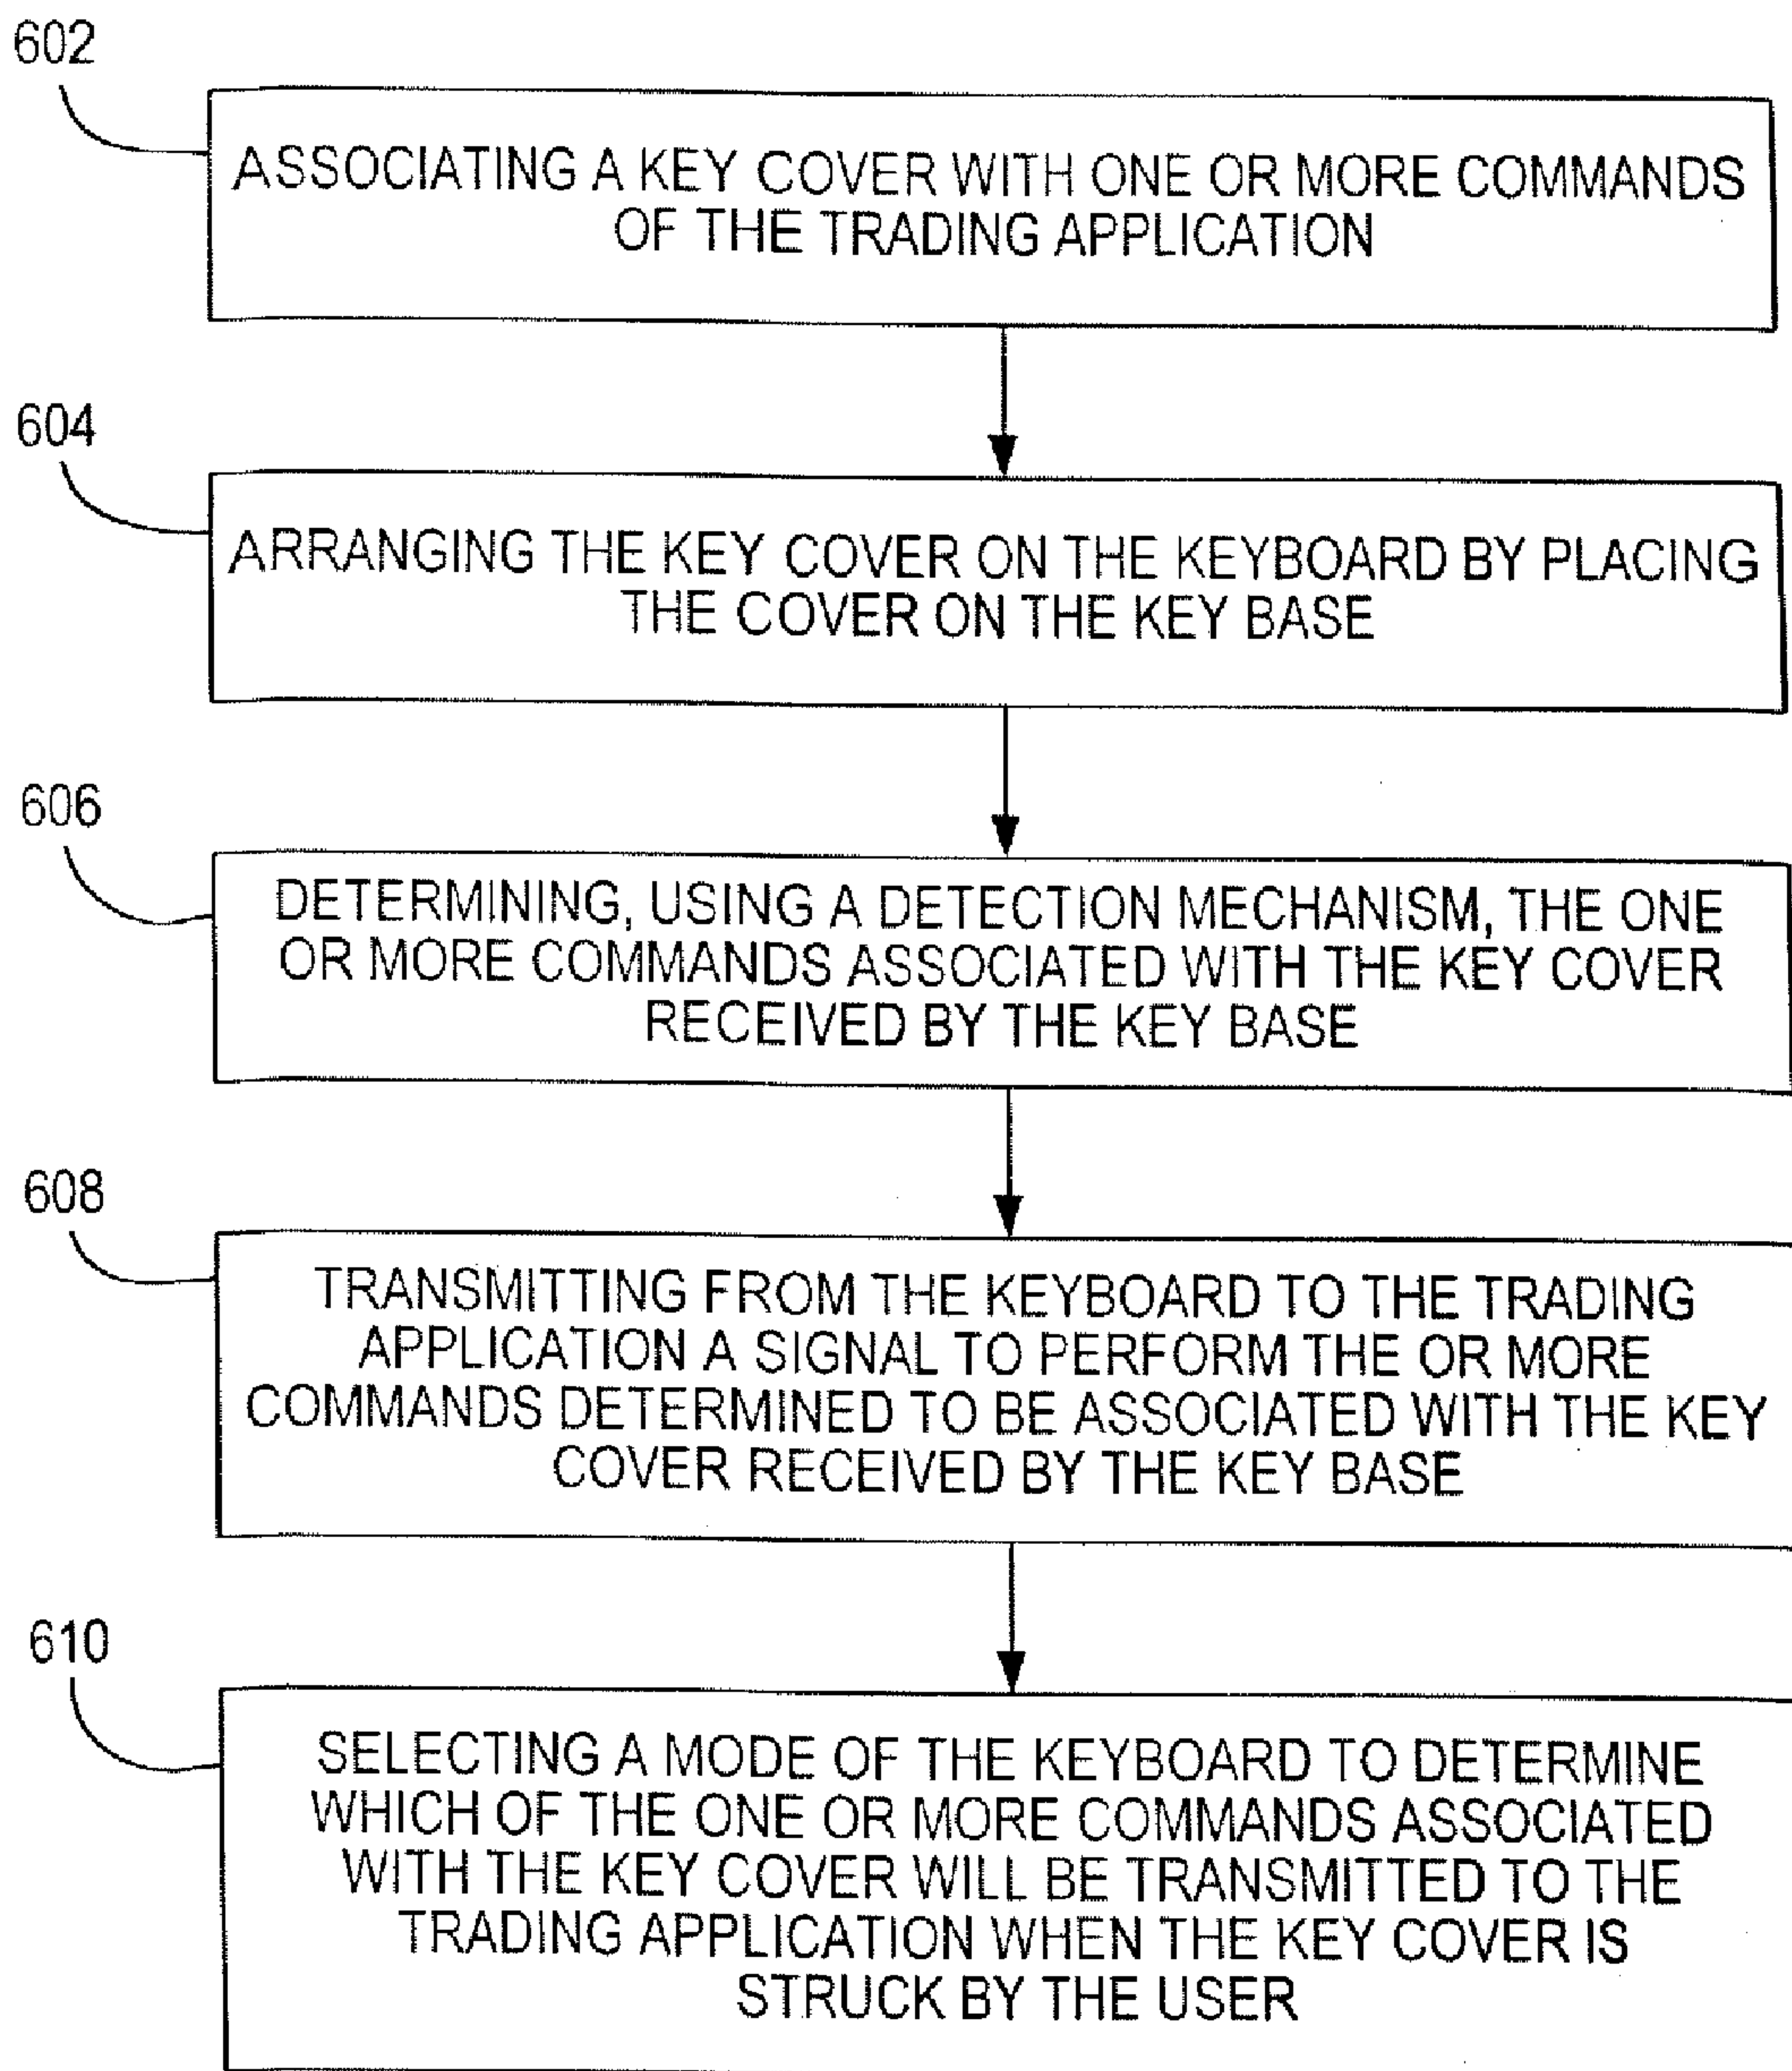 602
ASSOCIATING A KEY COVER WITH ONE OR MORE COMMANDS
OF THE TRADING APPLICATION
604
ARRANGING THE KEY COVER ON THE KEYBOARD BY PLACING
THE COVER ON THE KEY BASE
606
DETERMINING, USING A DETECTION MECHANISM, THE ONE
OR MORE COMMANDS ASSOCIATED WITH THE KEY COVER
RECEIVED BY THE KEY BASE
608
TRANSMITTING FROM THE KEYBOARD TO THE TRADING
APPLICATION A SIGNAL TO PERFORM THE OR MORE
COMMANDS DETERMINED TO BE ASSOCIATED WITH THE KEY
COVER RECEIVED BY THE KEY BASE
610
SELECTING A MODE OF THE KEYBOARD TO DETERMINE
WHICH OF THE ONE OR MORE COMMANDS ASSOCIATED
WITH THE KEY COVER WILL BE TRANSMITTED TO THE
TRADING APPLICATION WHEN THE KEY COVER IS
STRUCK BY THE USER